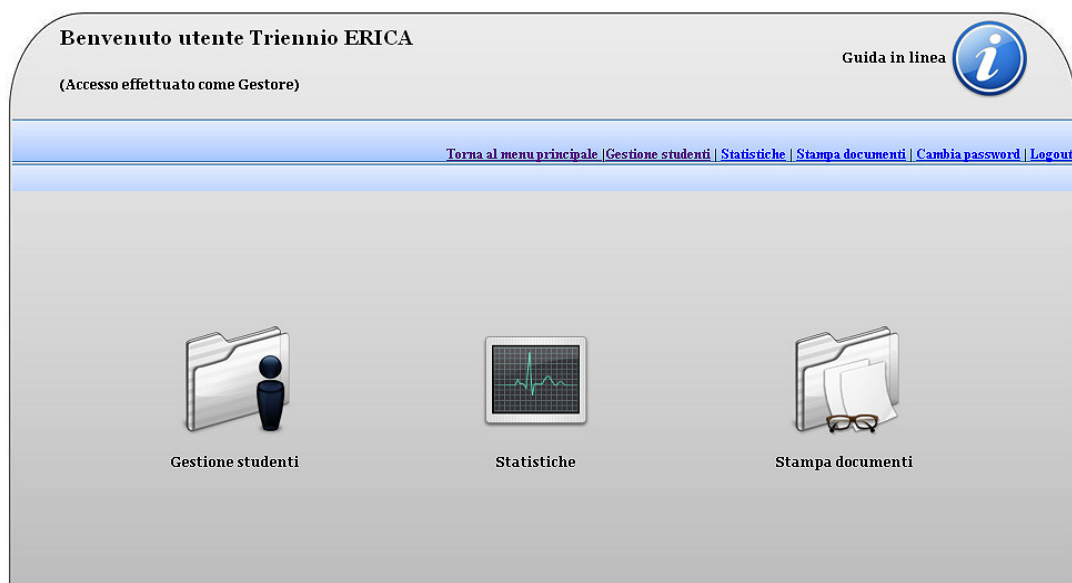 Benvenuto utente Triennio ERICA
Guida in linea
(Accesso effettuato come Gestore)
Torna al menu principale |Gestione studenti | Statistiche | Stampa documenti | Cambia password | Logout
Gestione studenti
Statistiche
Stampa documenti